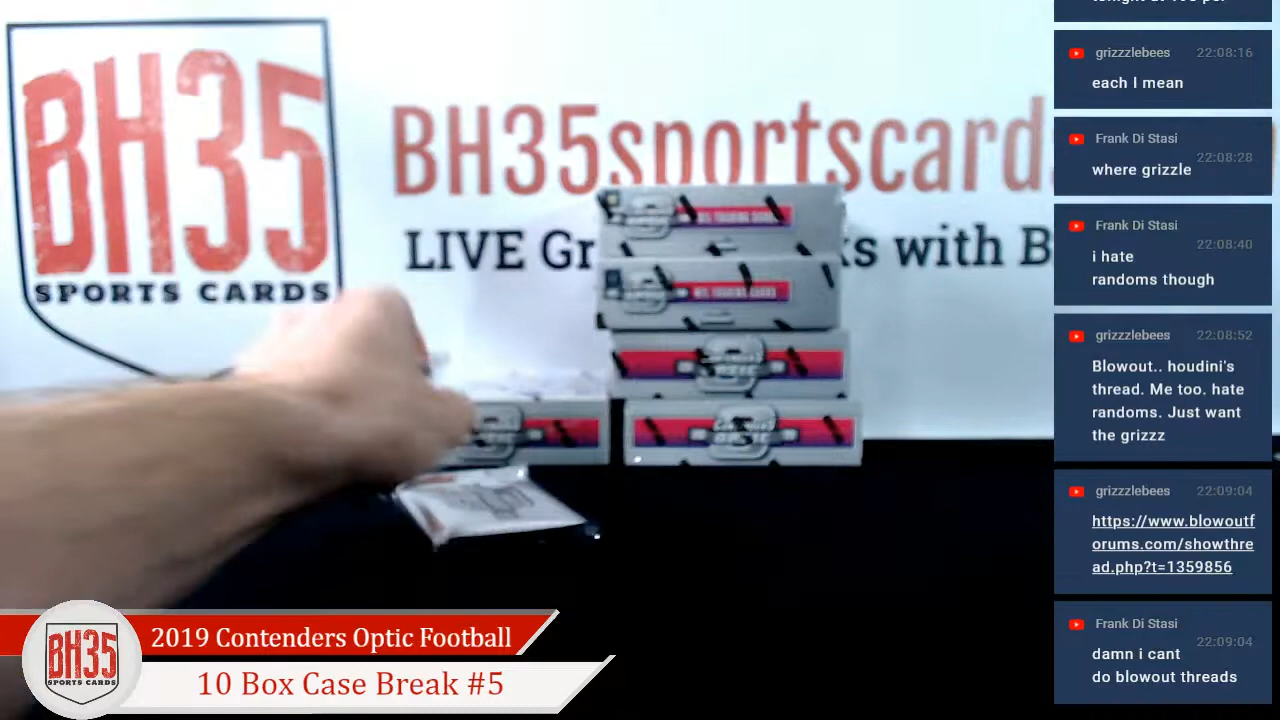 BH35
SPORTS CARDS
BH35sportscard
LIVE Gr
ks with B
grizzzlebees 22:08:16
each I mean
Frank Di Stasi 22:08:28
where grizzle
Frank Di Stasi 22:08:40
i hate
randoms though
grizzzlebees 22:08:52
Blowout.. houdini's
thread. Me too. hate
randoms. Just want
the grizzz
grizzzlebees 22:09:04
https://www.blowoutf
orums.com/showthre
ad.php?t=1359856
Frank Di Stasi 22:09:04
damn i cant
do blowout threads
BH35
SPORTS CARDS
2019 Contenders Optic Football
10 Box Case Break #5